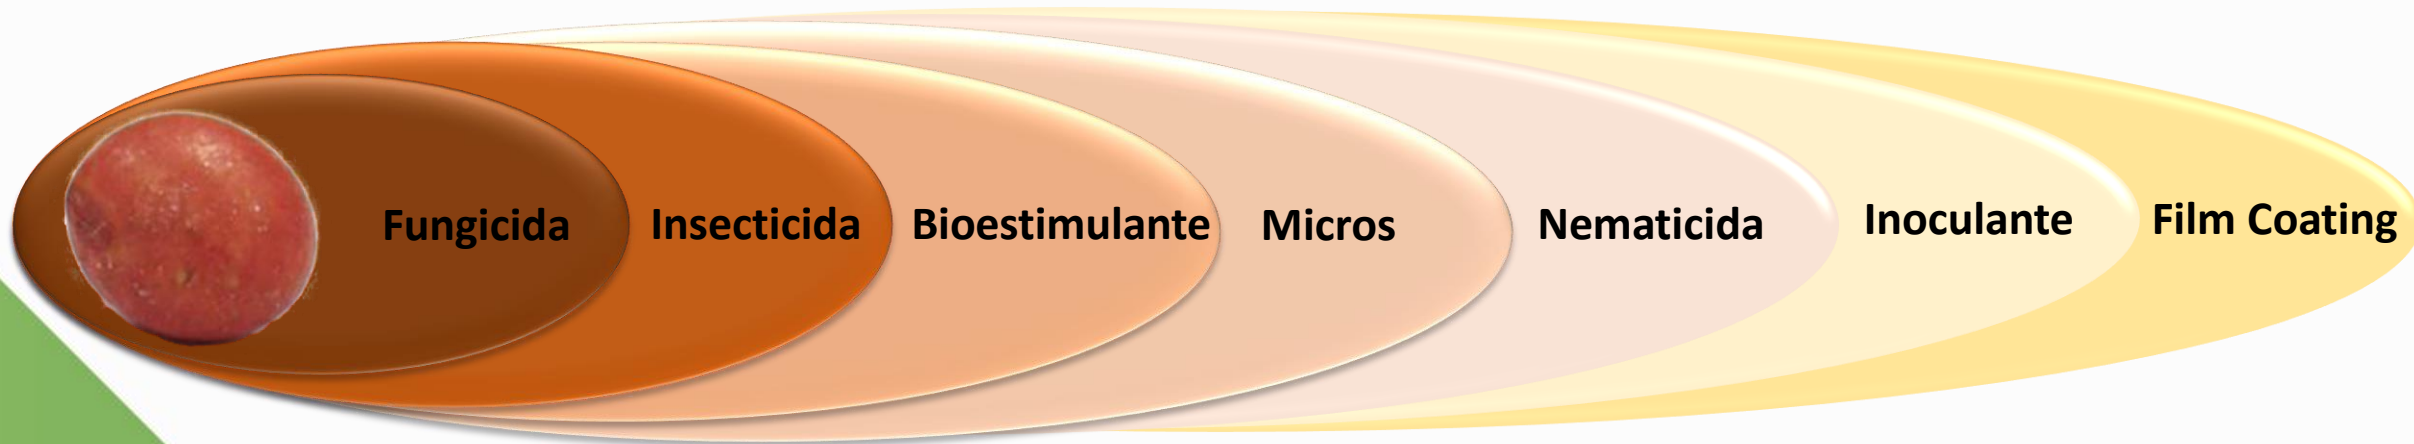 Fungicida
Insecticida
Bioestimulante
Micros
Nematicida
Inoculante
Film Coating